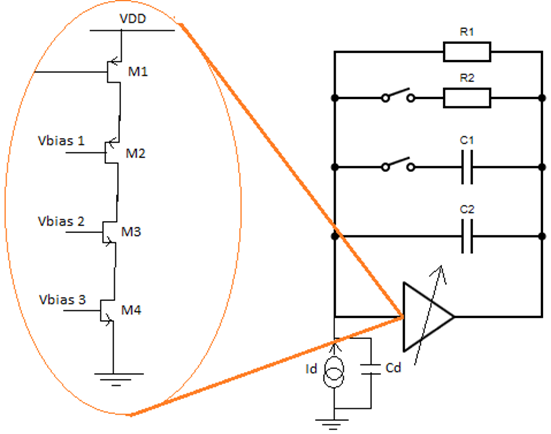 VDD
M1
Vbias 1
M2
Vbias 2
M3
Vbias 3
M4
R1
R2
C1
C2
Id
Cd